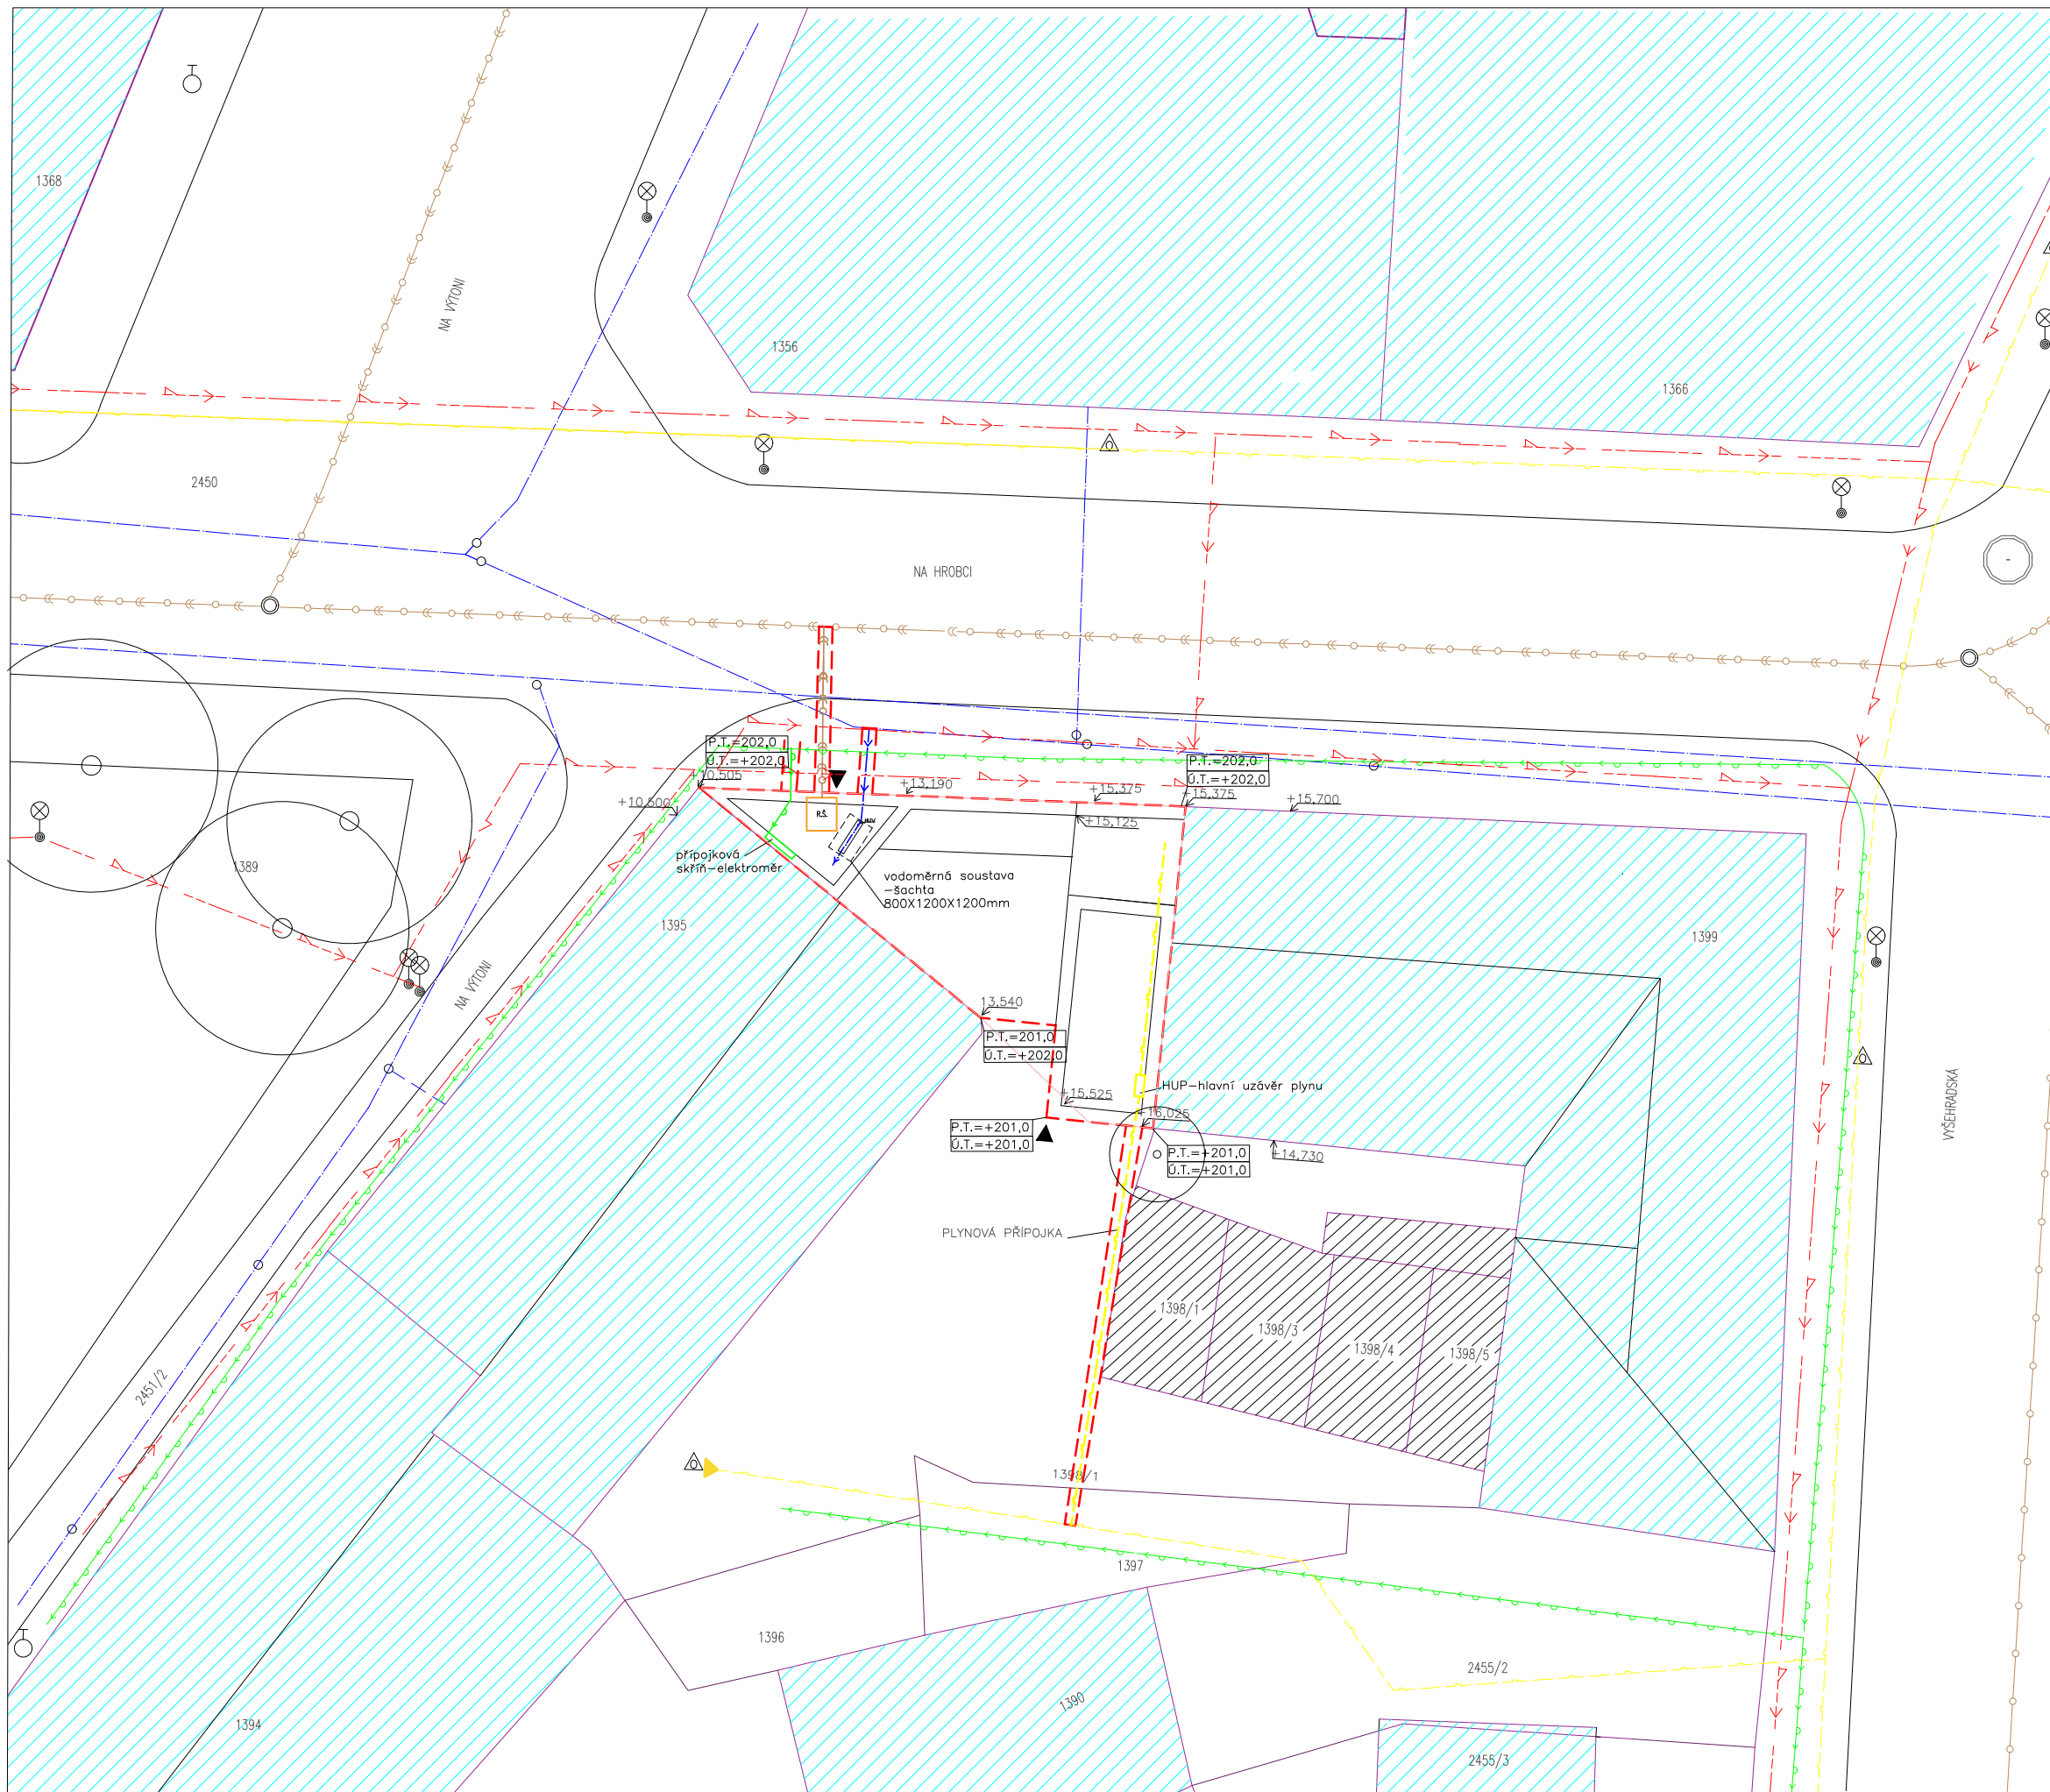 1368
NA VÝTONI
1356
1366
2450
NA HROBCI
P.T.=202,0
Ú.T.=+202,0
10,505
+10,500
+13,190
+15,375
+15,125
P.T.=202,0
Ú.T.=+202,0
+15,375
+15,700
R.Š.
HUV
přípojková
skříň-elektroměr
vodoměrná soustava
-šachta
800X1200X1200mm
1389
1395
1399
NA VÝTONI
13,540
P.T.=201,0
Ú.T.=+202,0
HUP-hlavní uzávěr plynu
+15,525
+16,025
P.T.=+201,0
Ú.T.=+201,0
P.T.=+201,0
Ú.T.=+201,0
+14,730
VYŠEHRADSKÁ
PLYNOVÁ PŘÍPOJKA
1398/1
1398/3
1398/4
1398/5
2451/2
1398/1
1397
1396
2455/2
1390
1394
2455/3